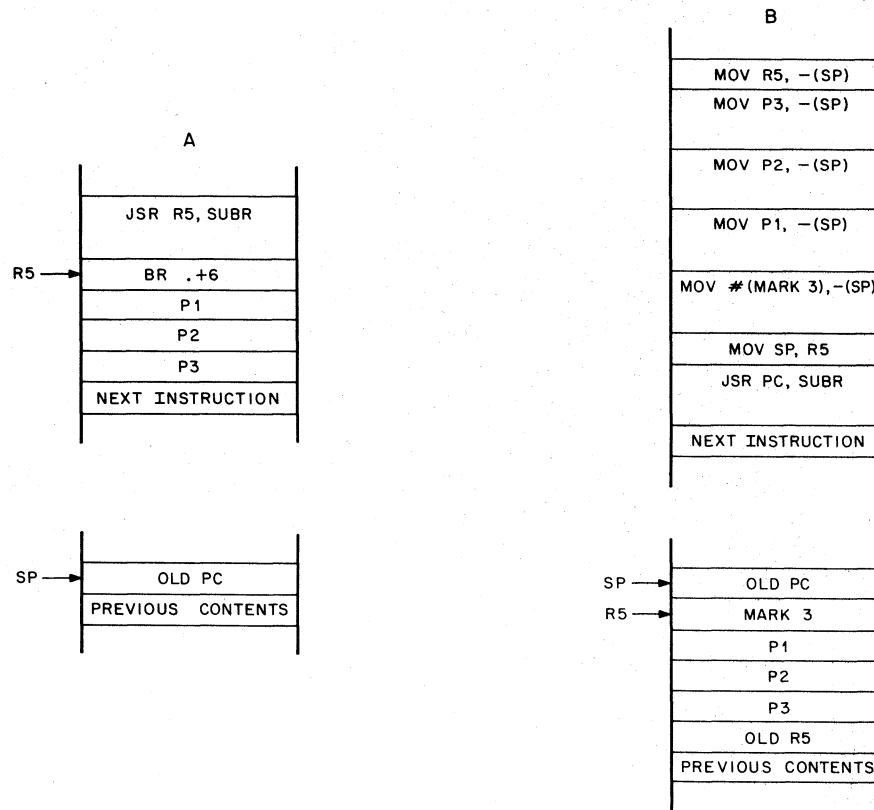 A
JSR R5, SUBR
R5
BR .+6
P1
P2
P3
NEXT INSTRUCTION
SP
OLD PC
PREVIOUS CONTENTS
B
MOV R5, -(SP)
MOV P3, -(SP)
MOV P2, -(SP)
MOV P1, -(SP)
MOV #(MARK 3),-(SP)
MOV SP, R5
JSR PC, SUBR
NEXT INSTRUCTION
SP
OLD PC
R5
MARK 3
P1
P2
P3
OLD R5
PREVIOUS CONTENTS